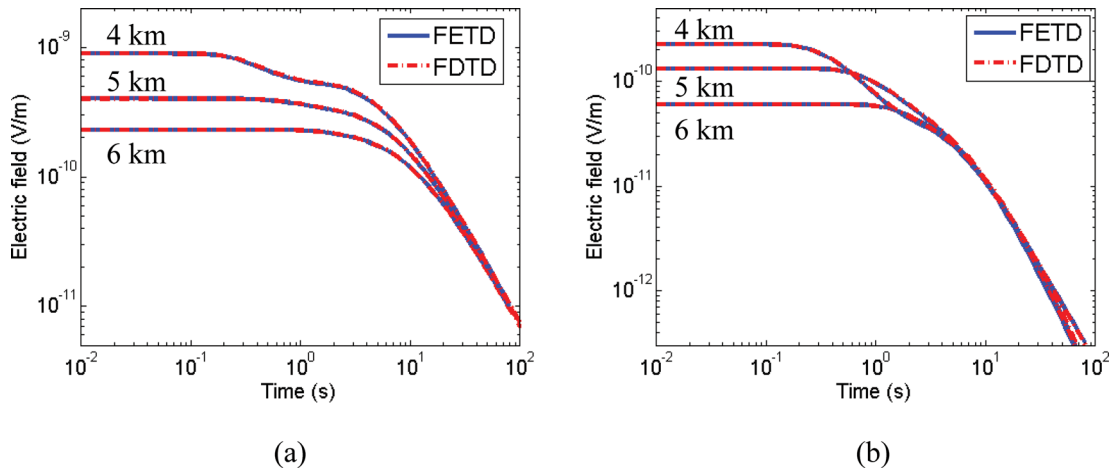 10^-9
10^-10
10^-11
Electric field (V/m)
4 km
5 km
6 km
FETD
FDTD
10^-2
10^-1
10^0
10^1
10^2
Time (s)
(a)
10^-10
10^-11
10^-12
Electric field (V/m)
4 km
5 km
6 km
FETD
FDTD
10^-2
10^-1
10^0
10^1
10^2
Time (s)
(b)